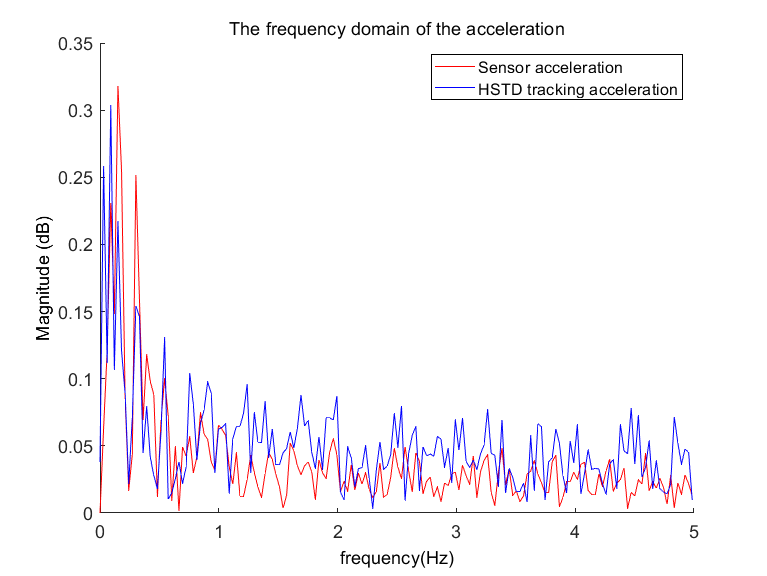 The frequency domain of the acceleration
Sensor acceleration
HSTD tracking acceleration
Magnitude (dB)
0.35
0.3
0.25
0.2
0.15
0.1
0.05
0
0 1 2 3 4 5
frequency(Hz)